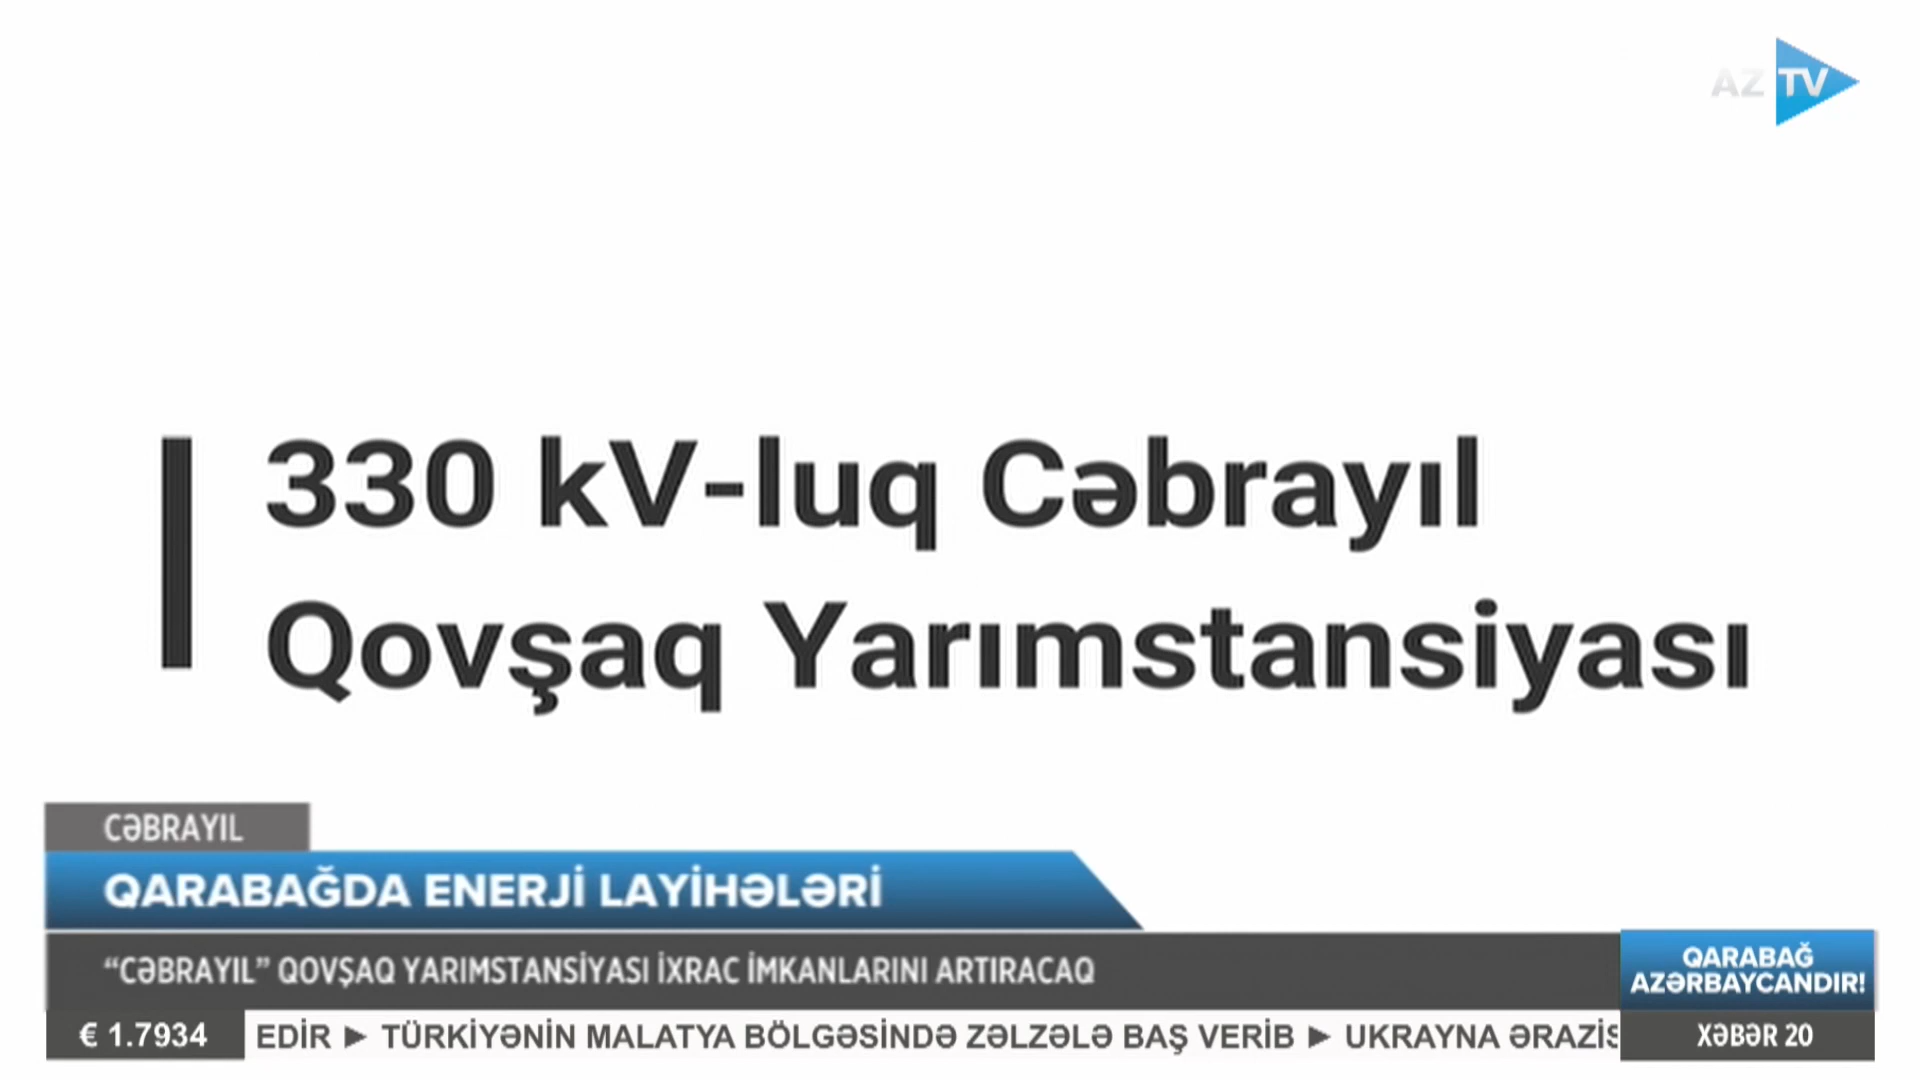 AZ TV
330 kV-luq Cəbrayıl
Qovşaq Yarımstansiyası
CƏBRAYIL
QARABAĞDA ENERJİ LAYİHƏLƏRİ
“CƏBRAYIL” QOVŞAQ YARIMSTANSİYASI İXRAC İMKANLARINI ARTIRACAQ
QARABAĞ
AZƏRBAYCANDIR!
€ 1.7934
EDİR ► TÜRKİYƏNİN MALATYA BÖLGƏSİNDƏ ZƏLZƏLƏ BAŞ VERİB ► UKRAYNA ƏRAZİS
XƏBƏR 20